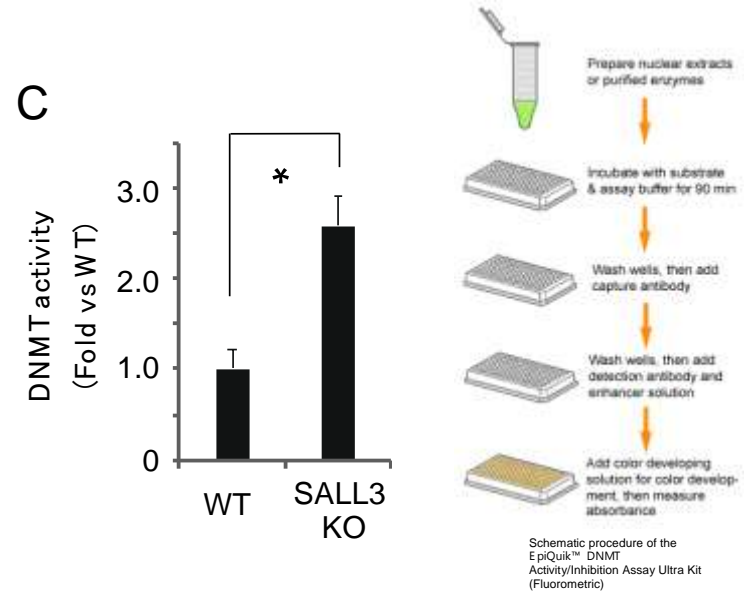 C
DNMT activity
(Fold vs WT)
3.0
2.0
1.0
0
*
WT
SALL3
KO
Prepare nuclear extracts
or purified enzymes
Incubate with substrate
& assay buffer for 90 min
Wash wells, then add
capture antibody
Wash wells, then add
detection antibody and
enhancer solution
Add color developing
solution for color develop-
ment, then measure
absorbance
Schematic procedure of the
EpiQuik™ DNMT
Activity/Inhibition Assay Ultra Kit
(Fluorometric)